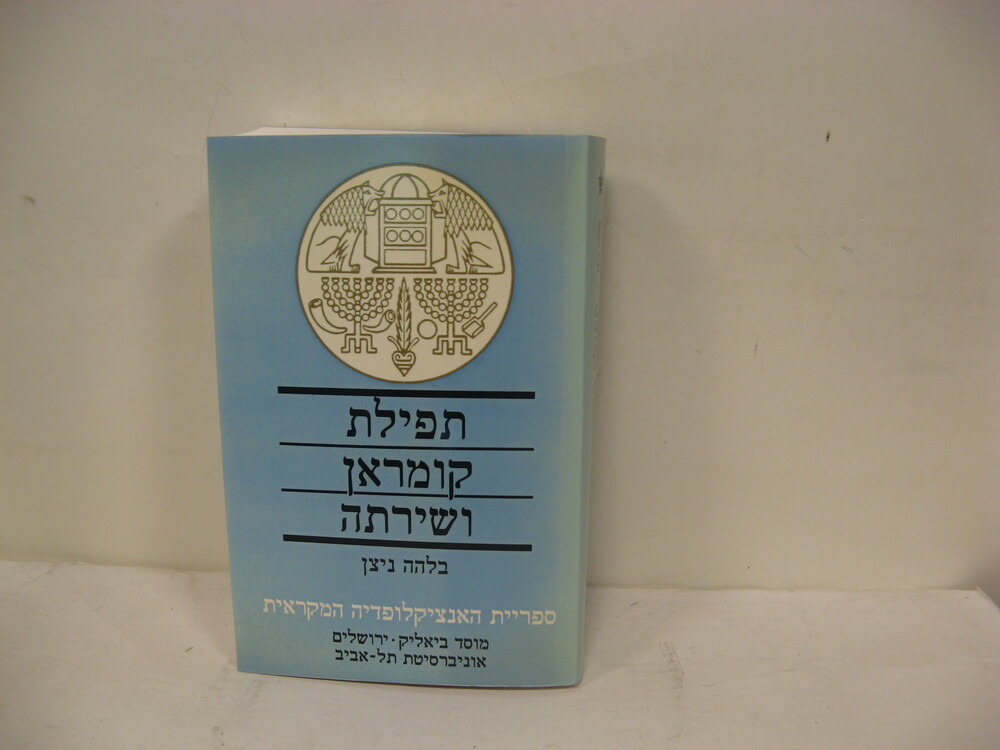 תפילת
קומראן
ושירתה
בלהה ניצן
ספריית האנציקלופדיה המקראית
מוסד ביאליק · ירושלים
אוניברסיטת תל-אביב